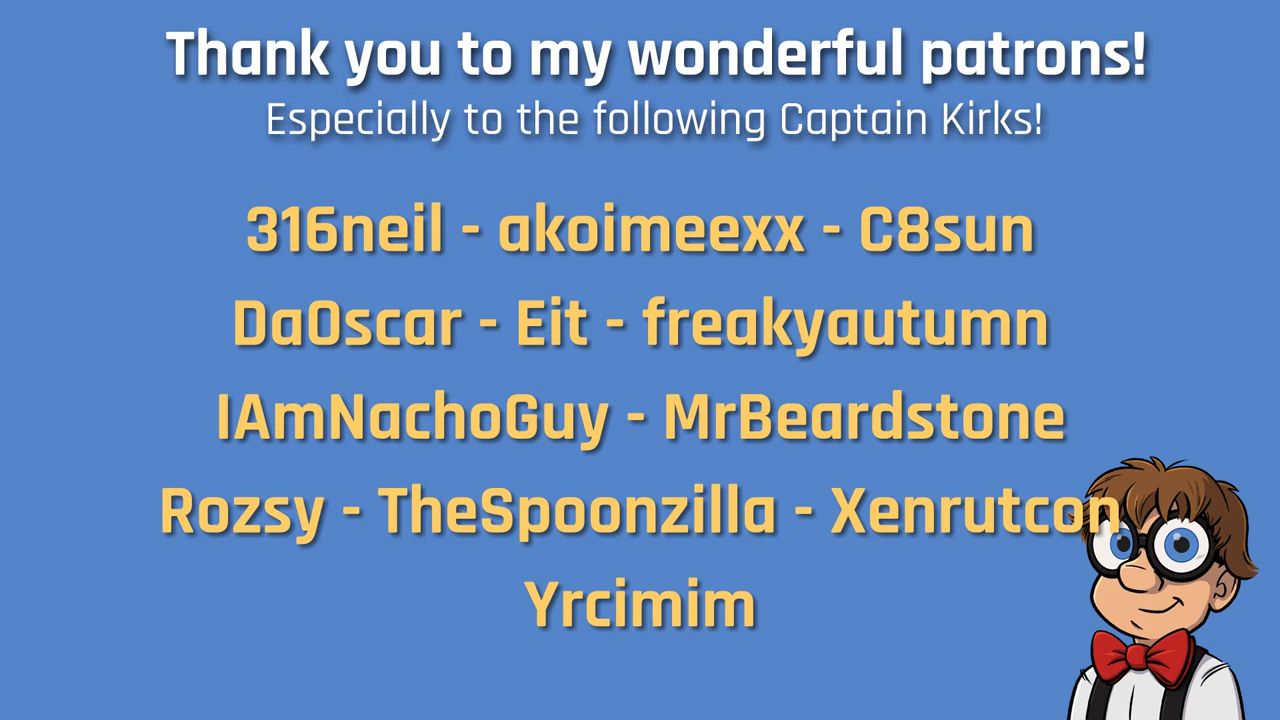 Thank you to my wonderful patrons!
Especially to the following Captain Kirks!
316neil - akoimeexx - C8sun
DaOscar - Eit - freakyautumn
IAmNachoGuy - MrBeardstone
Rozsy - TheSpoonzilla - Xenrutcon
Yrcimim